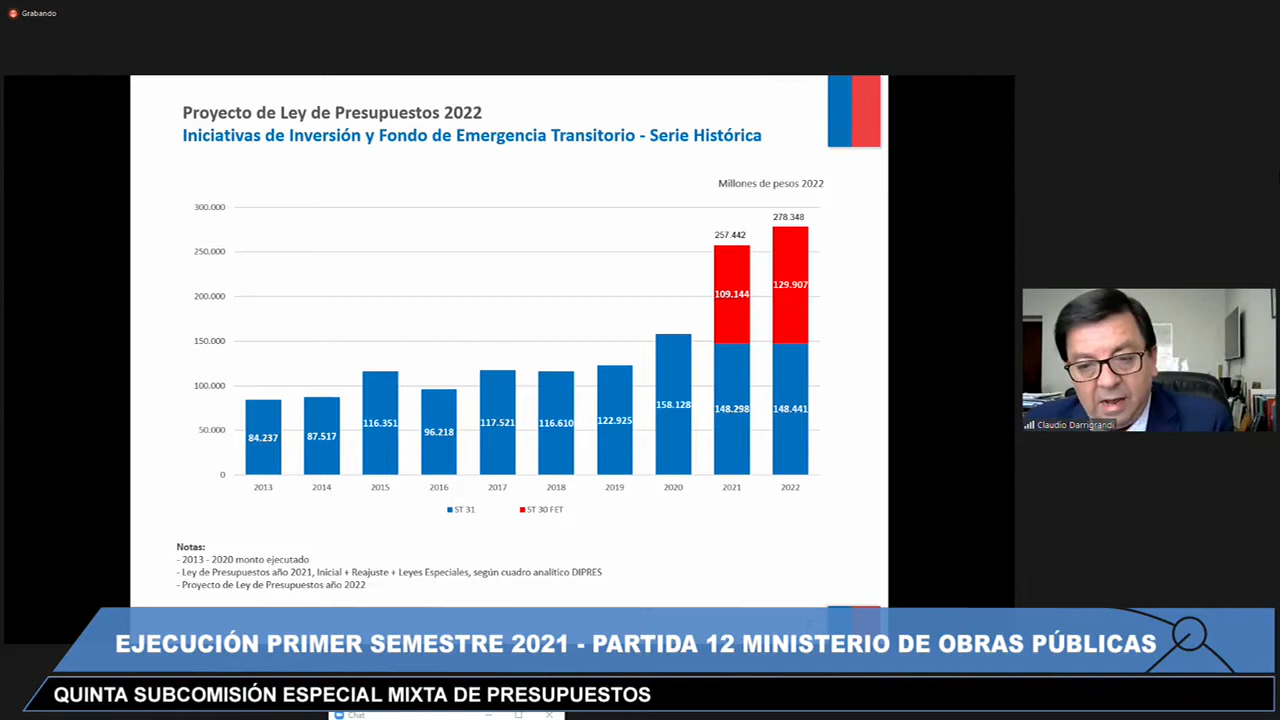 Grabando
Proyecto de Ley de Presupuestos 2022
Iniciativas de Inversión y Fondo de Emergencia Transitorio - Serie Histórica
Millones de pesos 2022
300.000
250.000
200.000
150.000
100.000
50.000
0
84.237
87.517
116.351
96.218
117.521
116.610
122.925
158.128
257.442
109.144
148.298
278.348
129.907
148.441
2013 2014 2015 2016 2017 2018 2019 2020 2021 2022
ST 31 ST 30 FET
Notas:
- 2013 - 2020 monto ejecutado
- Ley de Presupuestos año 2021, Inicial + Reajuste + Leyes Especiales, según cuadro analítico DIPRES
- Proyecto de Ley de Presupuestos año 2022
Claudio Darrigrandi
EJECUCIÓN PRIMER SEMESTRE 2021 - PARTIDA 12 MINISTERIO DE OBRAS PÚBLICAS
QUINTA SUBCOMISIÓN ESPECIAL MIXTA DE PRESUPUESTOS
Chat